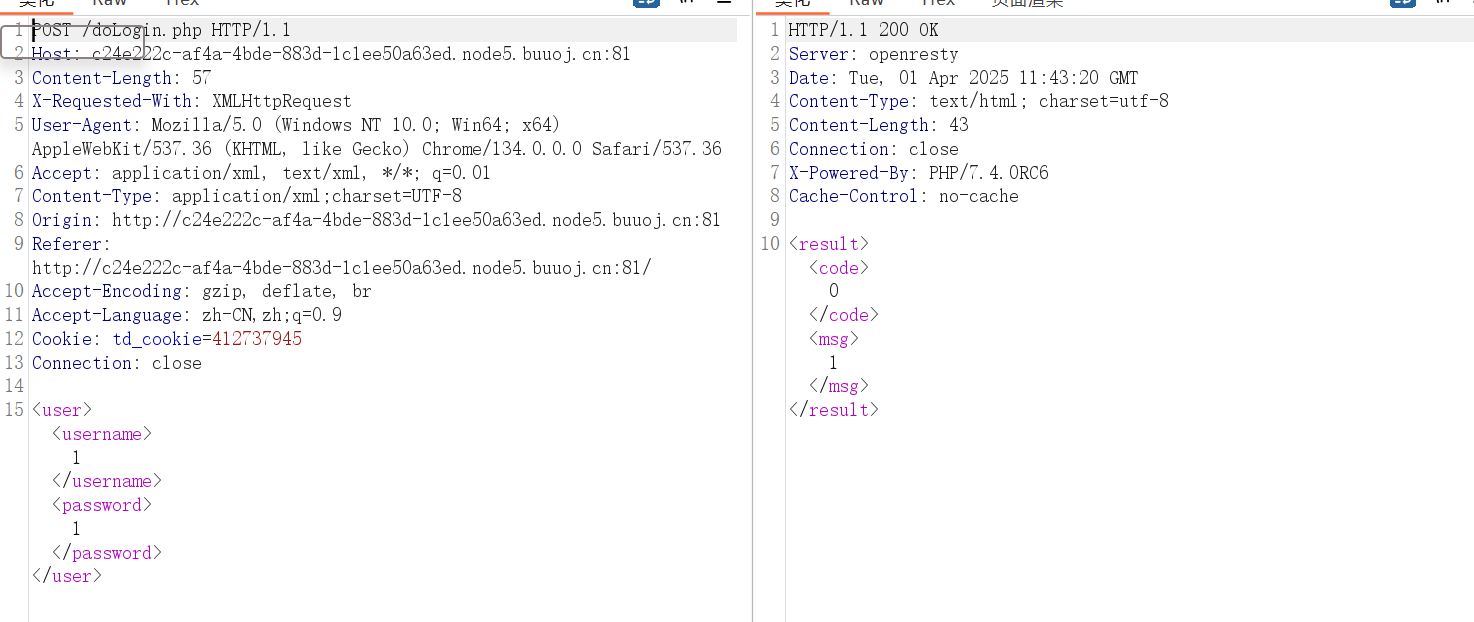 美化 Raw Hex
1 POST /doLogin.php HTTP/1.1
2 Host: c24e222c-af4a-4bde-883d-1c1ee50a63ed.node5.buuoj.cn:81
3 Content-Length: 57
4 X-Requested-With: XMLHttpRequest
5 User-Agent: Mozilla/5.0 (Windows NT 10.0; Win64; x64)
AppleWebKit/537.36 (KHTML, like Gecko) Chrome/134.0.0.0 Safari/537.36
6 Accept: application/xml, text/xml, */*; q=0.01
7 Content-Type: application/xml;charset=UTF-8
8 Origin: http://c24e222c-af4a-4bde-883d-1c1ee50a63ed.node5.buuoj.cn:81
9 Referer:
http://c24e222c-af4a-4bde-883d-1c1ee50a63ed.node5.buuoj.cn:81/
10 Accept-Encoding: gzip, deflate, br
11 Accept-Language: zh-CN,zh;q=0.9
12 Cookie: td_cookie=412737945
13 Connection: close
14
15 <user>
<username>
1
</username>
<password>
1
</password>
</user>
美化 Raw Hex 页面渲染
1 HTTP/1.1 200 OK
2 Server: openresty
3 Date: Tue, 01 Apr 2025 11:43:20 GMT
4 Content-Type: text/html; charset=utf-8
5 Content-Length: 43
6 Connection: close
7 X-Powered-By: PHP/7.4.0RC6
8 Cache-Control: no-cache
9
10 <result>
<code>
0
</code>
<msg>
1
</msg>
</result>